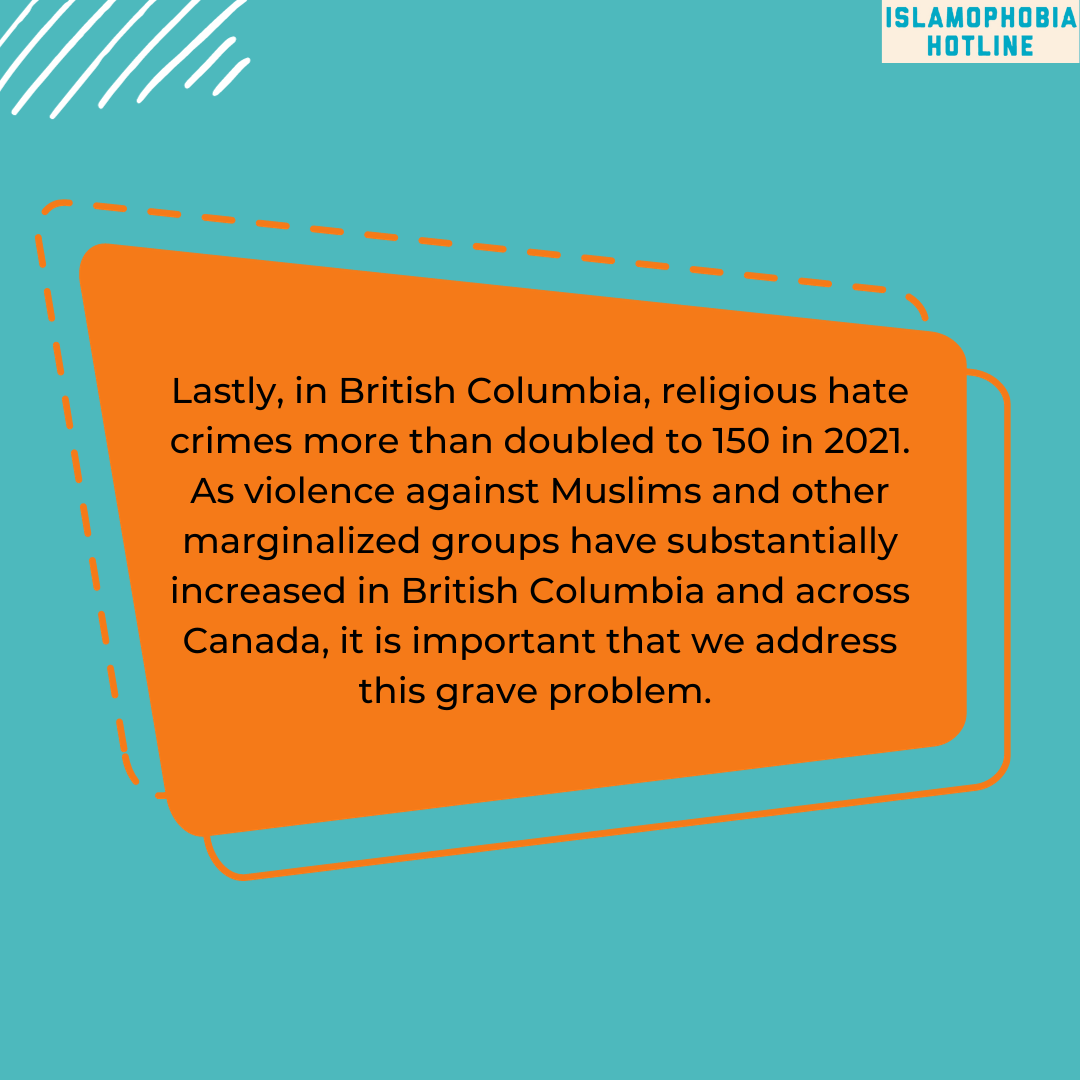 ISLAMOPHOBIA
HOTLINE
Lastly, in British Columbia, religious hate
crimes more than doubled to 150 in 2021.
As violence against Muslims and other
marginalized groups have substantially
increased in British Columbia and across
Canada, it is important that we address
this grave problem.